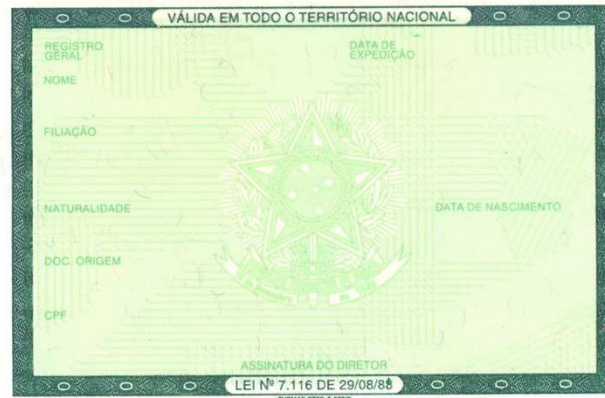 VÁLIDA EM TODO O TERRITÓRIO NACIONAL
REGISTRO
GERAL
DATA DE
EXPEDIÇÃO
NOME
FILIAÇÃO
NATURALIDADE
DATA DE NASCIMENTO
DOC. ORIGEM
CPF
ASSINATURA DO DIRETOR
LEI Nº 7.116 DE 29/08/83